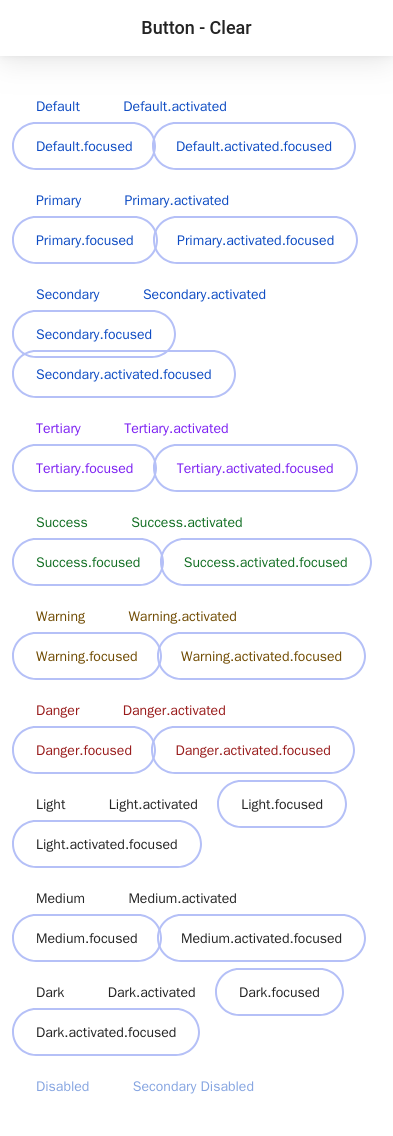 Button - Clear
Default Default.activated
Default.focused Default.activated.focused
Primary Primary.activated
Primary.focused Primary.activated.focused
Secondary Secondary.activated
Secondary.focused
Secondary.activated.focused
Tertiary Tertiary.activated
Tertiary.focused Tertiary.activated.focused
Success Success.activated
Success.focused Success.activated.focused
Warning Warning.activated
Warning.focused Warning.activated.focused
Danger Danger.activated
Danger.focused Danger.activated.focused
Light Light.activated Light.focused
Light.activated.focused
Medium Medium.activated
Medium.focused Medium.activated.focused
Dark Dark.activated Dark.focused
Dark.activated.focused
Disabled Secondary Disabled